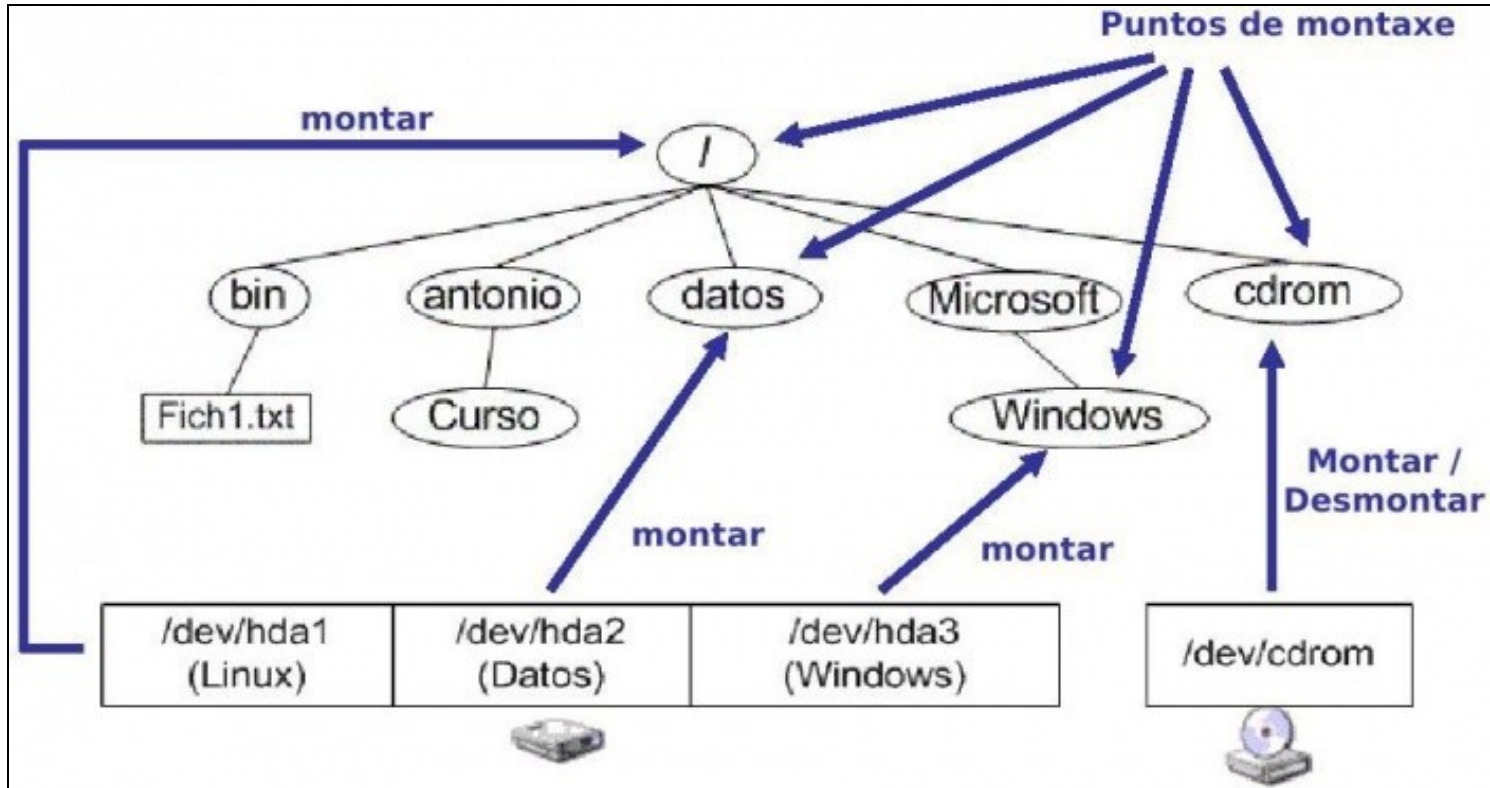 Puntos de montaxe
montar
/
bin
antonio
datos
Microsoft
cdrom
Fich1.txt
Curso
Windows
Montar /
Desmontar
montar
montar
/dev/hda1
(Linux)
/dev/hda2
(Datos)
/dev/hda3
(Windows)
/dev/cdrom